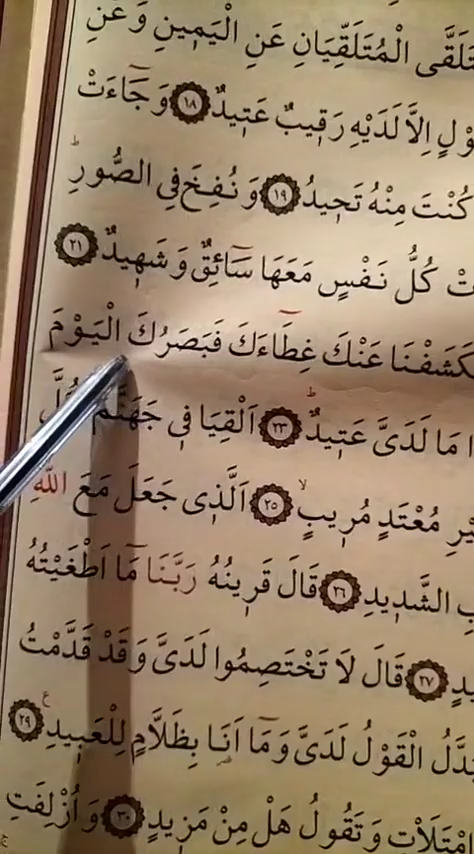 تَلَقَّى الْمُتَلَقِّيَانِ عَنِ الْيَمٖينِ وَعَنِ
وْلٍ اِلَّا لَدَيْهِ رَقٖيبٌ عَتٖيدٌ ﴿١٨﴾ وَجَٓاءَتْ
كُنْتَ مِنْهُ تَحٖيدُ ﴿١٩﴾ وَنُفِخَ فِى الصُّورِؕ
تْ كُلُّ نَفْسٍ مَعَهَا سَٓائِقٌ وَشَهٖيدٌ ﴿٢١﴾
كَشَفْنَا عَنْكَ غِطَٓاءَكَ فَبَصَرُكَ الْيَوْمَ
ا مَا لَدَىَّ عَتٖيدٌؕ ﴿٢٣﴾ اَلْقِيَا فٖى جَهَنَّمَ كُلَّ
يْرِ مُعْتَدٍ مُرٖيبٍۙ ﴿٢٥﴾ اَلَّذٖى جَعَلَ مَعَ اللّٰهِ
بِ الشَّدٖيدِ ﴿٢٦﴾ قَالَ قَرٖينُهُ رَبَّنَا مَٓا اَطْغَيْتُهُ
يدٍ ﴿٢٧﴾ قَالَ لَا تَخْتَصِمُوا لَدَىَّ وَقَدْ قَدَّمْتُ
بَدَّلُ الْقَوْلُ لَدَىَّ وَمَٓا اَنَا۬ بِظَلَّامٍ لِلْعَبٖيدِ ﴿٢٩﴾ ع
امْتَلَاْتِ وَتَقُولُ هَلْ مِنْ مَزٖيدٍ ﴿٣٠﴾ وَاُزْلِفَتِ